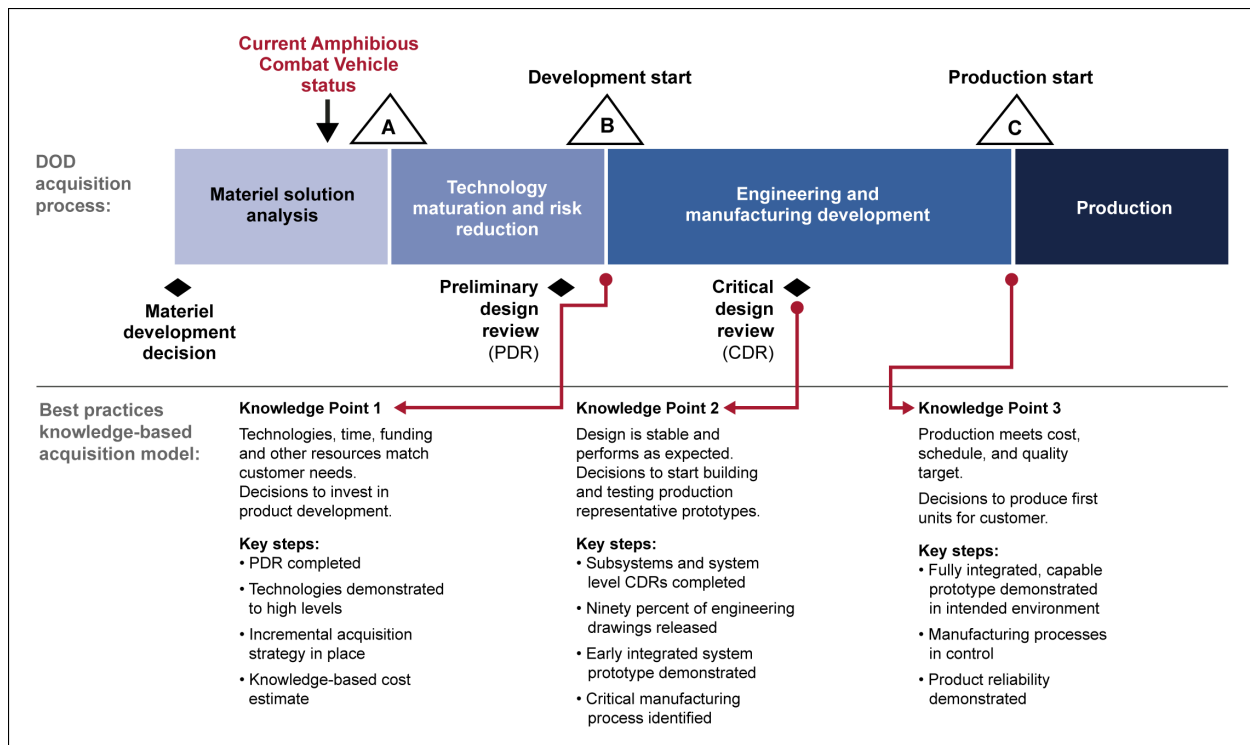 Current Amphibious
Combat Vehicle
status
Development start
Production start
A
B
C
DOD
acquisition
process:
Materiel solution
analysis
Technology
maturation and risk
reduction
Engineering and
manufacturing development
Production
Materiel
development
decision
Preliminary
design
review
(PDR)
Critical
design
review
(CDR)
Best practices
knowledge-based
acquisition model:
Knowledge Point 1
Technologies, time, funding
and other resources match
customer needs.
Decisions to invest in
product development.
Key steps:
• PDR completed
• Technologies demonstrated
to high levels
• Incremental acquisition
strategy in place
• Knowledge-based cost
estimate
Knowledge Point 2
Design is stable and
performs as expected.
Decisions to start building
and testing production
representative prototypes.
Key steps:
• Subsystems and system
level CDRs completed
• Ninety percent of engineering
drawings released
• Early integrated system
prototype demonstrated
• Critical manufacturing
process identified
Knowledge Point 3
Production meets cost,
schedule, and quality
target.
Decisions to produce first
units for customer.
Key steps:
• Fully integrated, capable
prototype demonstrated
in intended environment
• Manufacturing processes
in control
• Product reliability
demonstrated